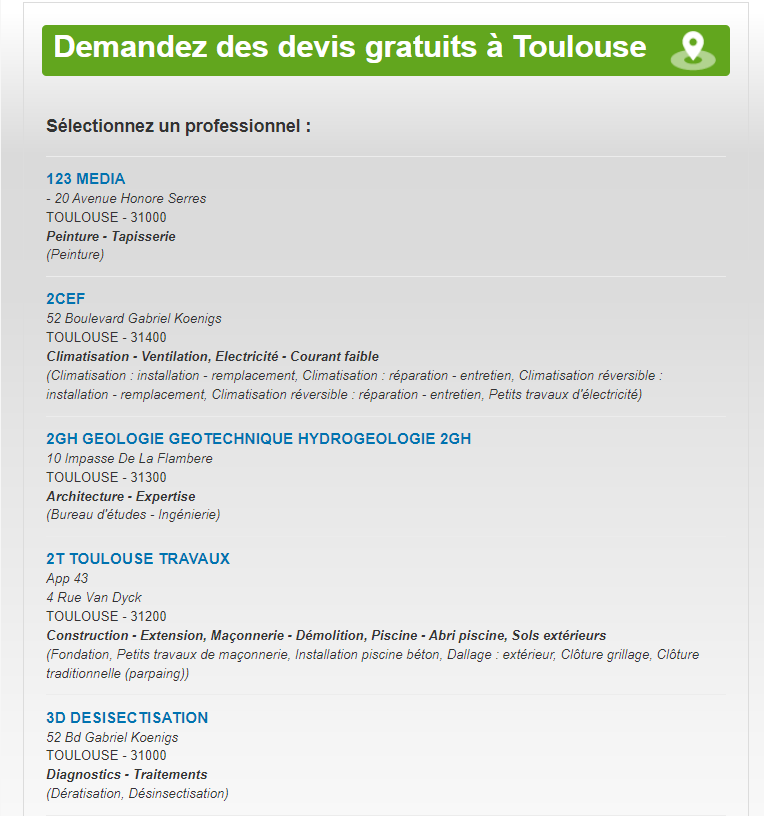 Demandez des devis gratuits à Toulouse
Sélectionnez un professionnel :
123 MEDIA
- 20 Avenue Honore Serres
TOULOUSE - 31000
Peinture - Tapisserie
(Peinture)
2CEF
52 Boulevard Gabriel Koenigs
TOULOUSE - 31400
Climatisation - Ventilation, Electricité - Courant faible
(Climatisation : installation - remplacement, Climatisation : réparation - entretien, Climatisation réversible :
installation - remplacement, Climatisation réversible : réparation - entretien, Petits travaux d'électricité)
2GH GEOLOGIE GEOTECHNIQUE HYDROGEOLOGIE 2GH
10 Impasse De La Flambere
TOULOUSE - 31300
Architecture - Expertise
(Bureau d'études - Ingénierie)
2T TOULOUSE TRAVAUX
App 43
4 Rue Van Dyck
TOULOUSE - 31200
Construction - Extension, Maçonnerie - Démolition, Piscine - Abri piscine, Sols extérieurs
(Fondation, Petits travaux de maçonnerie, Installation piscine béton, Dallage : extérieur, Clôture grillage, Clôture
traditionnelle (parpaing))
3D DESISECTISATION
52 Bd Gabriel Koenigs
TOULOUSE - 31000
Diagnostics - Traitements
(Dératisation, Désinsectisation)